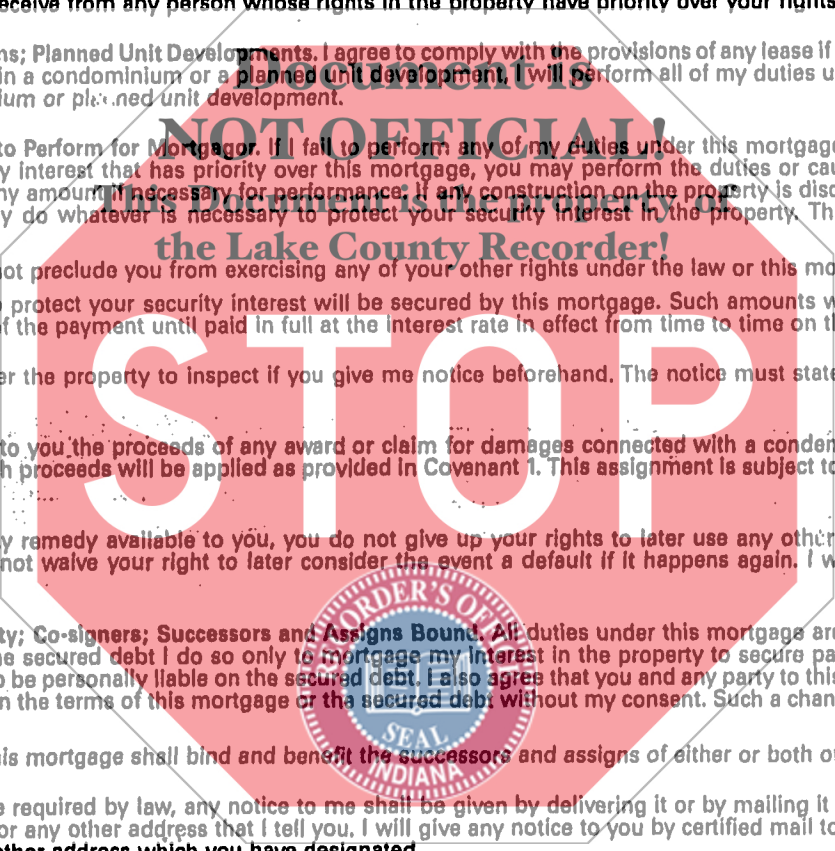 eceive from any person whose rights in the property have priority over your rights
ns; Planned Unit Developments. I agree to comply with the provisions of any lease if
in a condominium or a planned unit development, I will perform all of my duties u
ium or planned unit development.
Document is
NOT OFFICIAL!
This Document is the property of
the Lake County Recorder!
to Perform for Mortgagor. If I fail to perform any of my duties under this mortgage
y interest that has priority over this mortgage, you may perform the duties or cau
ny amount if necessary for performance. If any construction on the property is disc
y do whatever is necessary to protect your security interest in the property. Th
not preclude you from exercising any of your other rights under the law or this mo
protect your security interest will be secured by this mortgage. Such amounts w
f the payment until paid in full at the interest rate in effect from time to time on t
er the property to inspect if you give me notice beforehand. The notice must state
STOP
to you the proceeds of any award or claim for damages connected with a condem
h proceeds will be applied as provided in Covenant 1. This assignment is subject to
y remedy available to you, you do not give up your rights to later use any other
not waive your right to later consider the event a default if it happens again. I w
ty; Co-signers; Successors and Assigns Bound. All duties under this mortgage are
e secured debt I do so only to mortgage my interest in the property to secure pa
o be personally liable on the secured debt. I also agree that you and any party to this
n the terms of this mortgage or the secured debt without my consent. Such a chan
is mortgage shall bind and benefit the successors and assigns of either or both o
ORDER'S OF
SEAL
INDIANA
e required by law, any notice to me shall be given by delivering it or by mailing it
or any other address that I tell you. I will give any notice to you by certified mail to
other address which you have designated.